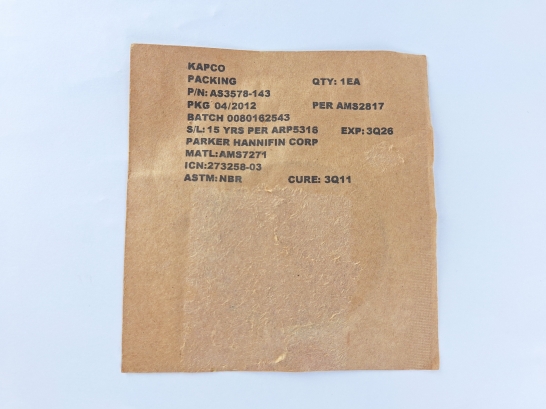 KAPCO
PACKING QTY: 1EA
P/N: AS3578-143
PKG 04/2012 PER AMS2817
BATCH 0080162543
S/L: 15 YRS PER ARP5316 EXP: 3Q26
PARKER HANNIFIN CORP
MATL:AMS7271
ICN:273258-03
ASTM:NBR CURE: 3Q11